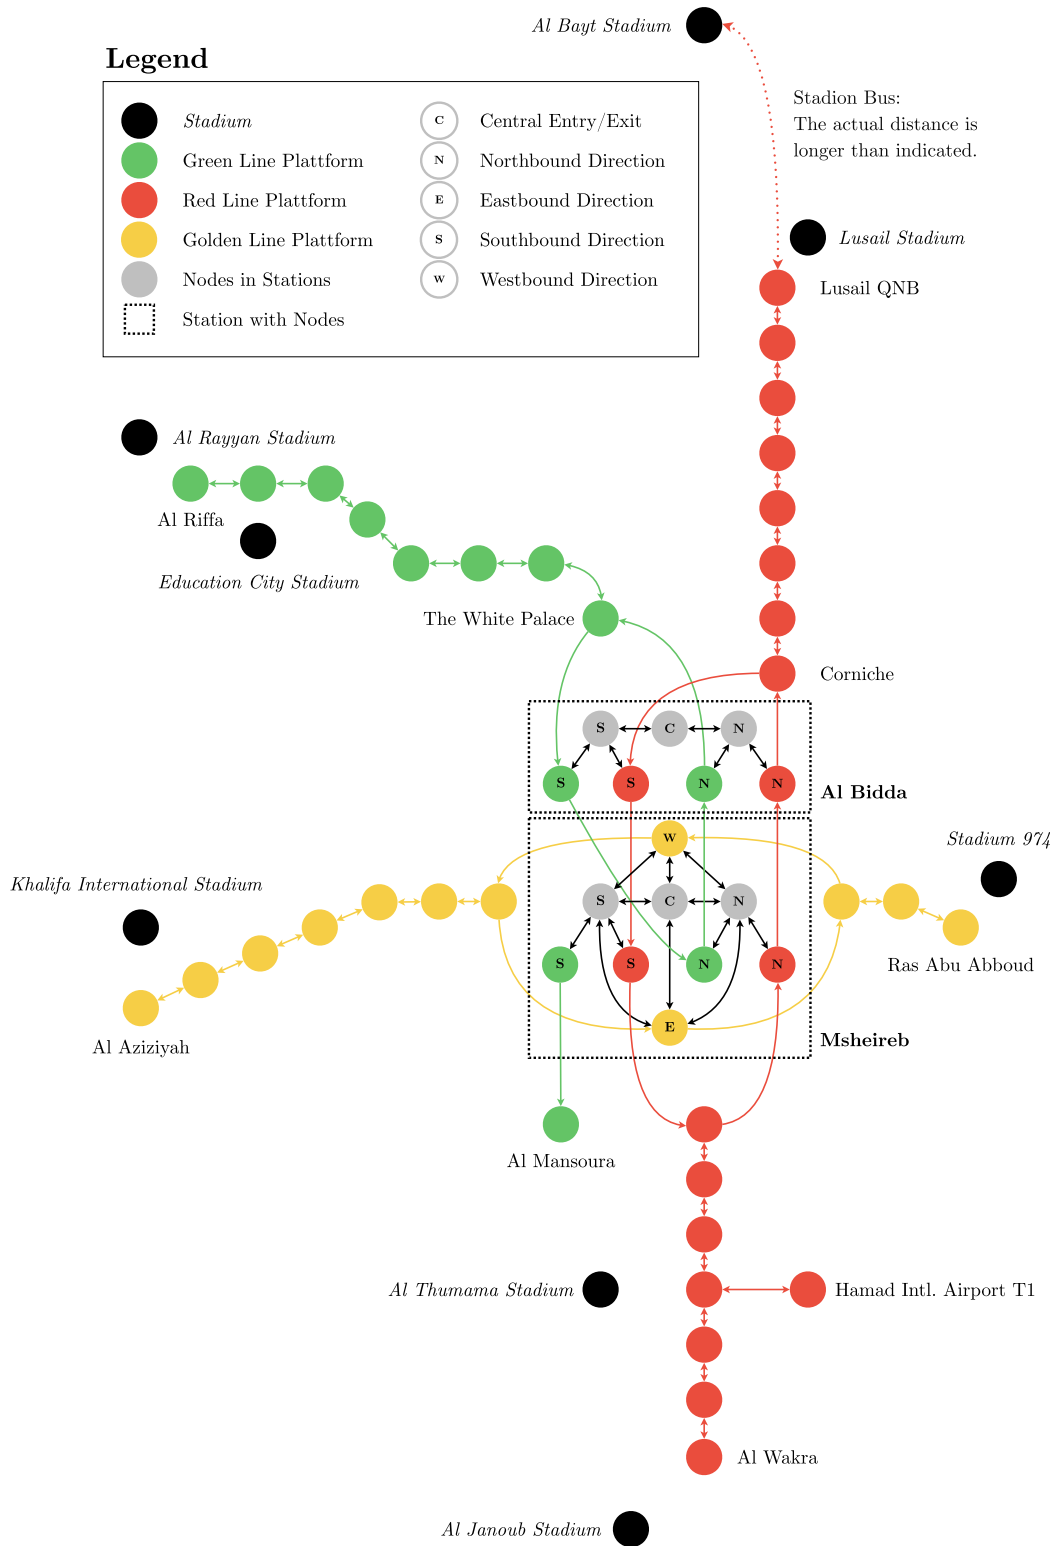 Al Bayt Stadium
Legend
Stadium
Green Line Plattform
Red Line Plattform
Golden Line Plattform
Nodes in Stations
Station with Nodes
C Central Entry/Exit
N Northbound Direction
E Eastbound Direction
S Southbound Direction
W Westbound Direction
Stadion Bus:
The actual distance is
longer than indicated.
Lusail Stadium
Lusail QNB
Al Rayyan Stadium
Al Riffa
Education City Stadium
The White Palace
Corniche
S C N
S S N N
Al Bidda
W
Stadium 974
Khalifa International Stadium
S C N
S S N N
Ras Abu Abboud
E
Msheireb
Al Aziziyah
Al Mansoura
Al Thumama Stadium
Hamad Intl. Airport T1
Al Wakra
Al Janoub Stadium